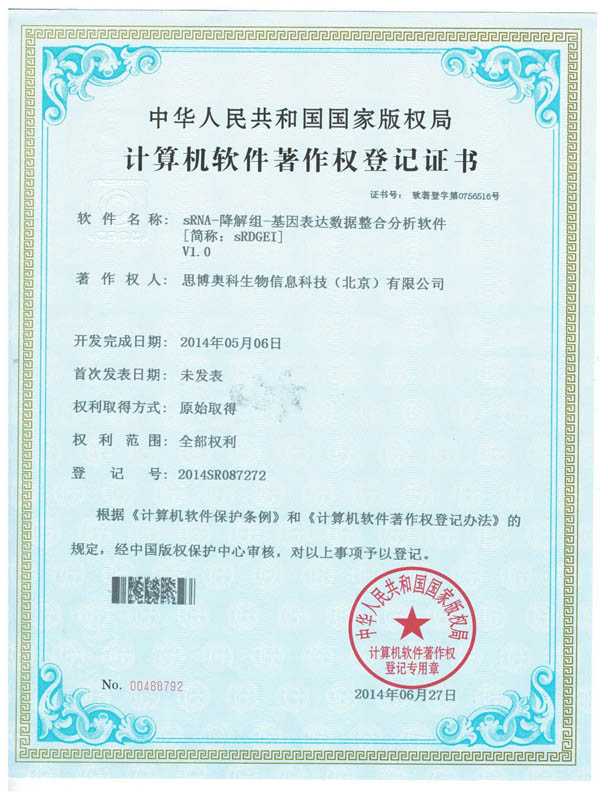 中华人民共和国国家版权局
计算机软件著作权登记证书
证书号： 软著登字第0756516号
软件名称： sRNA-降解组-基因表达数据整合分析软件
[简称：sRDGEI]
V1.0
著作权人： 思博奥科生物信息科技（北京）有限公司
开发完成日期： 2014年05月06日
首次发表日期： 未发表
权利取得方式： 原始取得
权利范围： 全部权利
登记号： 2014SR087272
根据《计算机软件保护条例》和《计算机软件著作权登记办法》的
规定，经中国版权保护中心审核，对以上事项予以登记。
中华人民共和国国家版权局
计算机软件著作权
登记专用章
No. 00488792
2014年06月27日